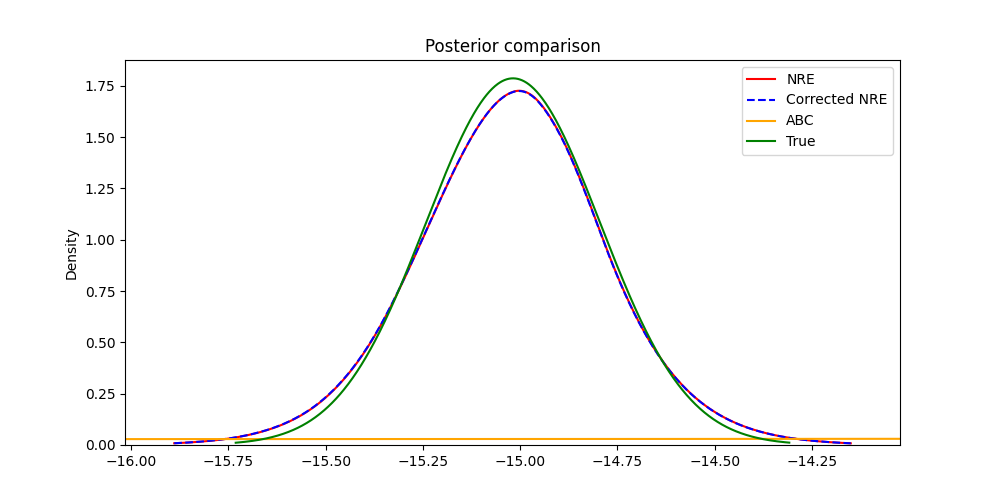 Posterior comparison
NRE
Corrected NRE
ABC
True
Density
1.75
1.50
1.25
1.00
0.75
0.50
0.25
0.00
−16.00 −15.75 −15.50 −15.25 −15.00 −14.75 −14.50 −14.25